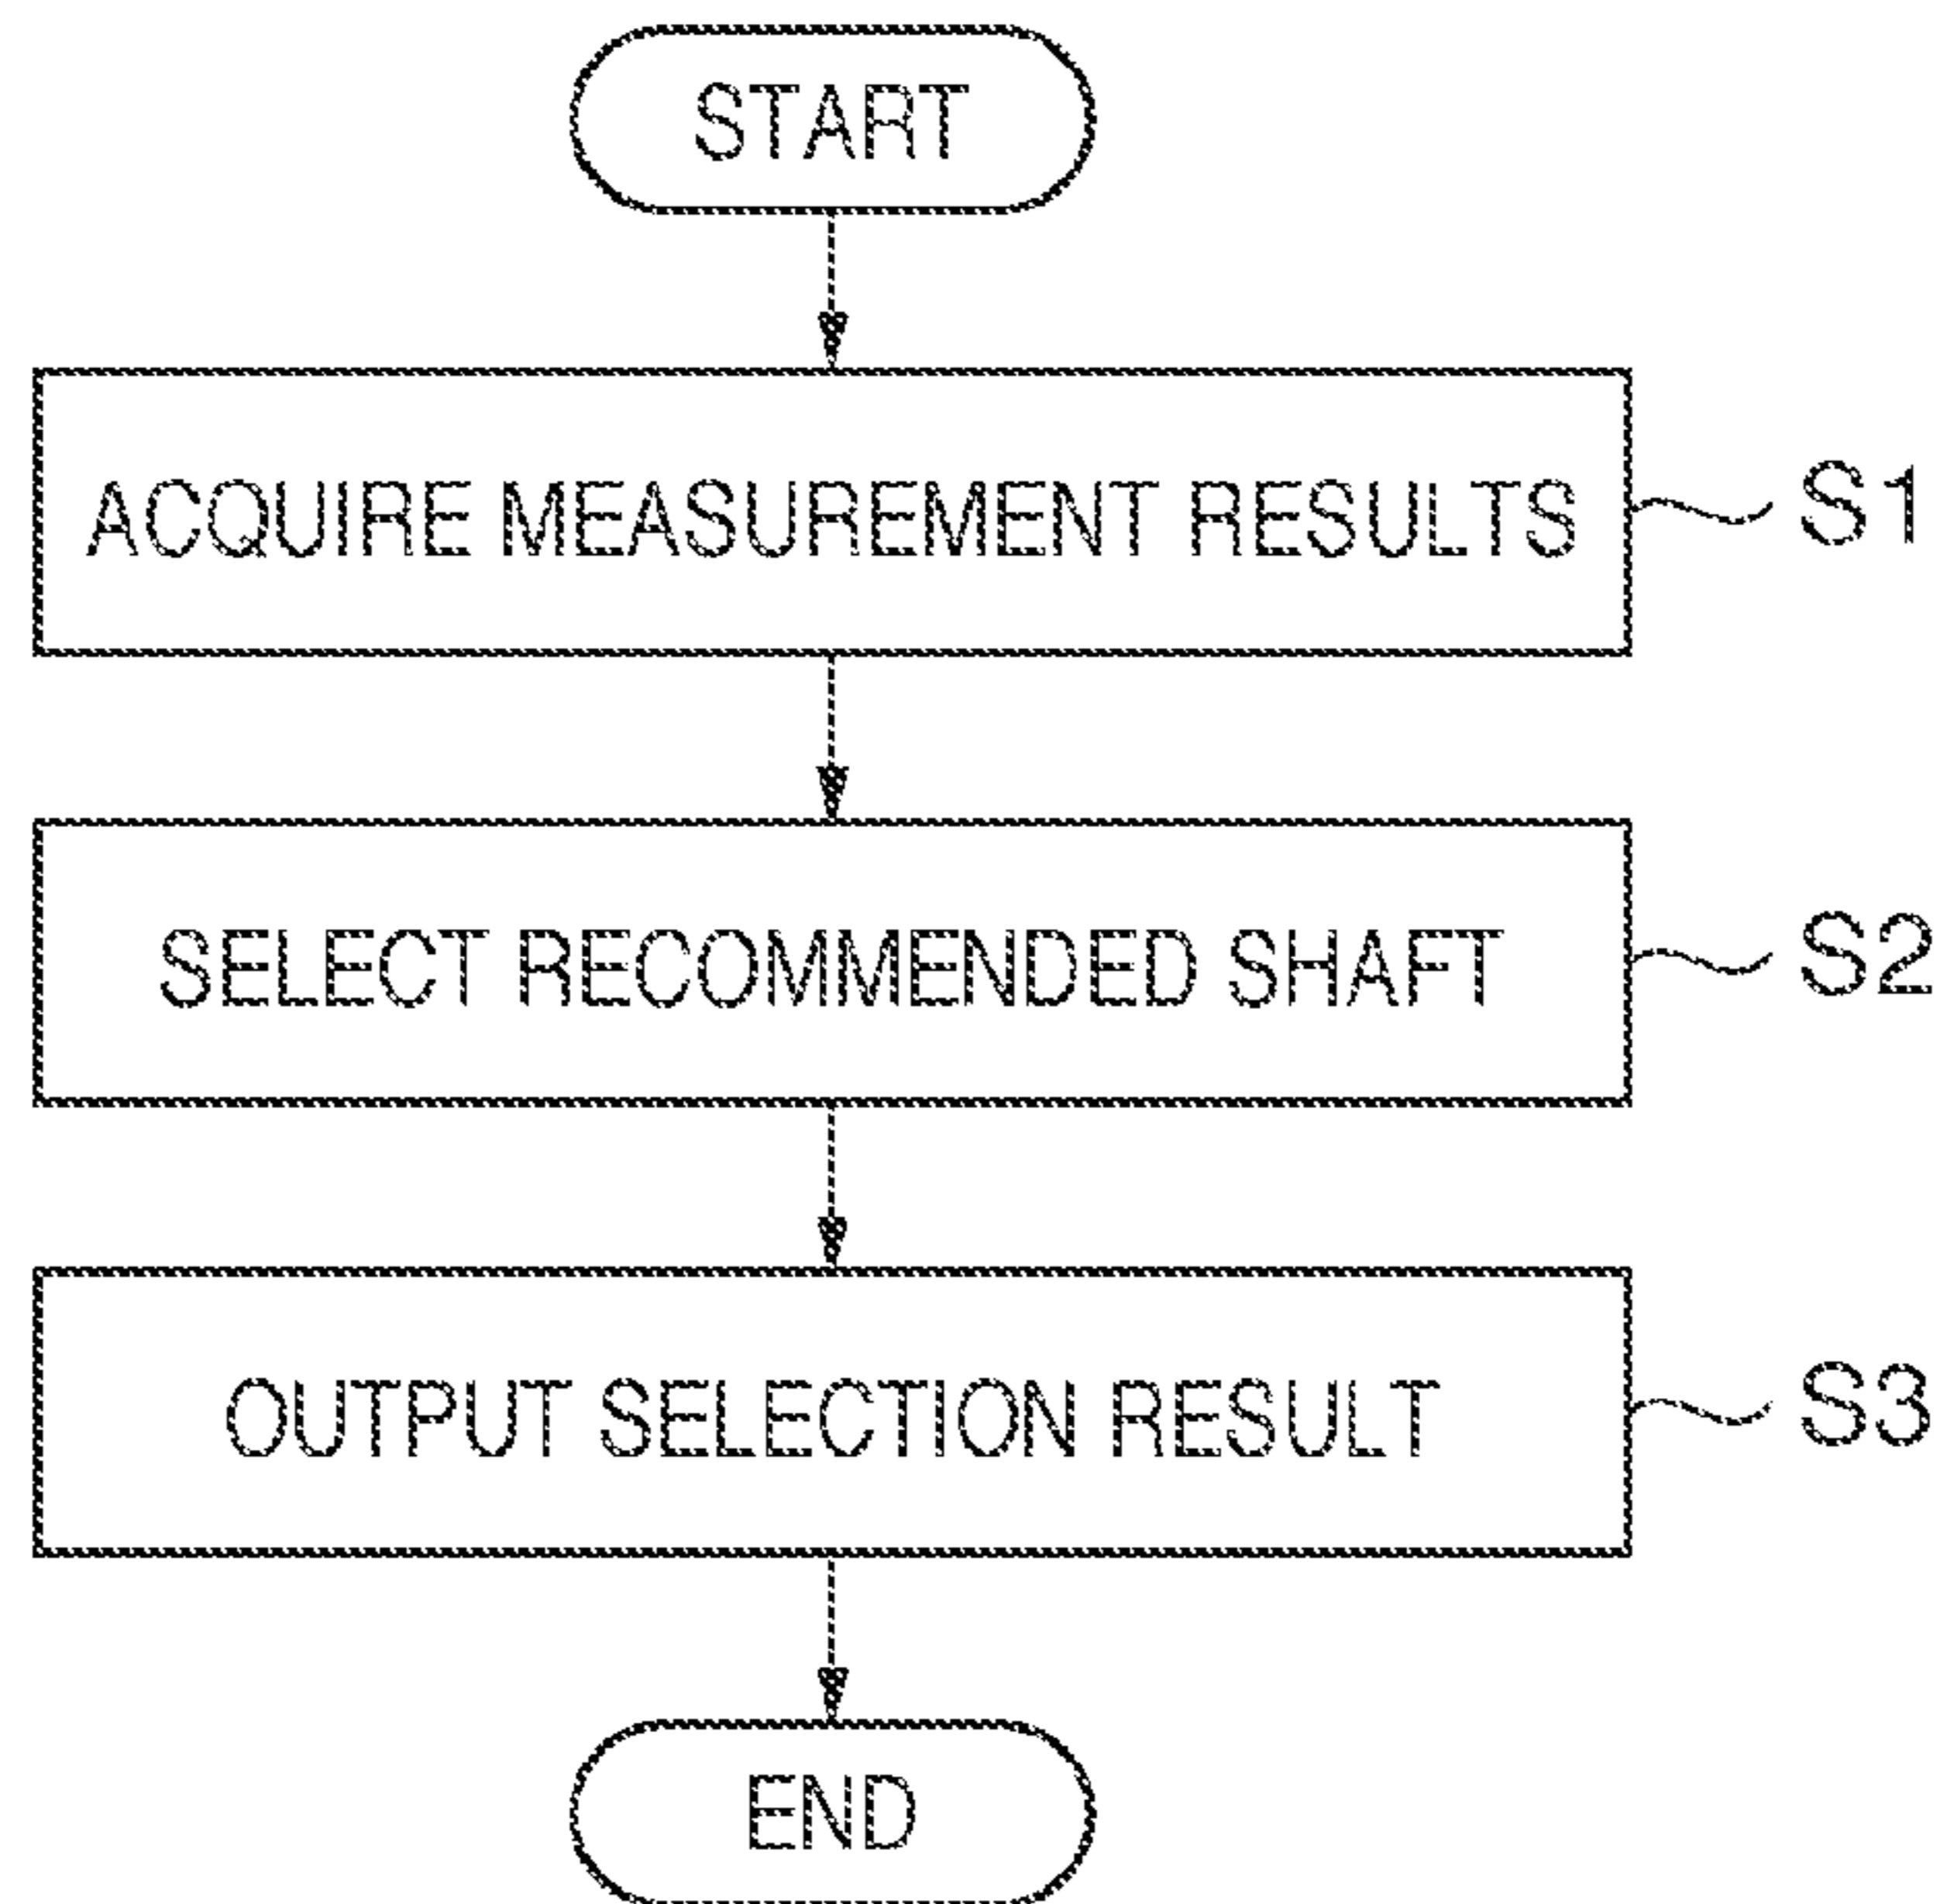 START
ACQUIRE MEASUREMENT RESULTS
S1
SELECT RECOMMENDED SHAFT
S2
OUTPUT SELECTION RESULT
S3
END